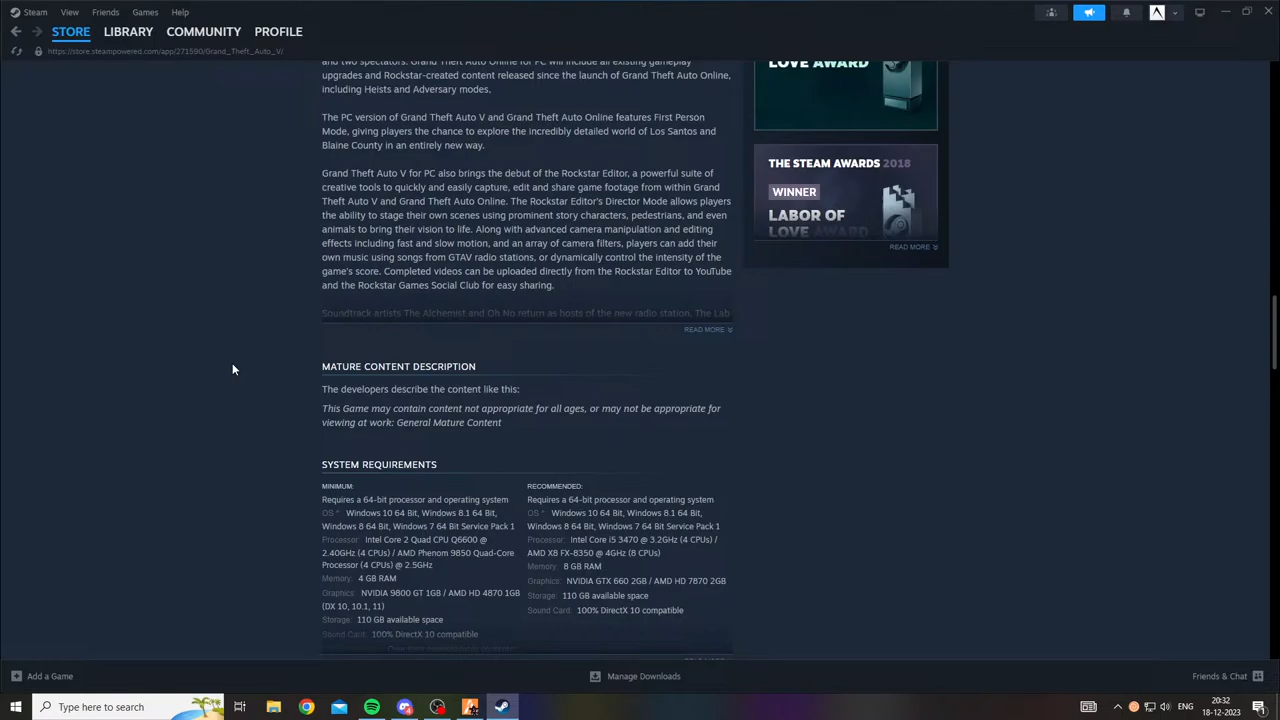 Steam View Friends Games Help
STORE LIBRARY COMMUNITY PROFILE
https://store.steampowered.com/app/271590/Grand_Theft_Auto_V/
and two spectators. Grand Theft Auto Online for PC will include all existing gameplay
upgrades and Rockstar-created content released since the launch of Grand Theft Auto Online,
including Heists and Adversary modes.
The PC version of Grand Theft Auto V and Grand Theft Auto Online features First Person
Mode, giving players the chance to explore the incredibly detailed world of Los Santos and
Blaine County in an entirely new way.
Grand Theft Auto V for PC also brings the debut of the Rockstar Editor, a powerful suite of
creative tools to quickly and easily capture, edit and share game footage from within Grand
Theft Auto V and Grand Theft Auto Online. The Rockstar Editor's Director Mode allows players
the ability to stage their own scenes using prominent story characters, pedestrians, and even
animals to bring their vision to life. Along with advanced camera manipulation and editing
effects including fast and slow motion, and an array of camera filters, players can add their
own music using songs from GTAV radio stations, or dynamically control the intensity of the
game's score. Completed videos can be uploaded directly from the Rockstar Editor to YouTube
and the Rockstar Games Social Club for easy sharing.
Soundtrack artists The Alchemist and Oh No return as hosts of the new radio station, The Lab
READ MORE
LOVE AWARD
THE STEAM AWARDS 2018
WINNER
LABOR OF
LOVE AWARD
READ MORE
MATURE CONTENT DESCRIPTION
The developers describe the content like this:
This Game may contain content not appropriate for all ages, or may not be appropriate for
viewing at work: General Mature Content
SYSTEM REQUIREMENTS
MINIMUM:
Requires a 64-bit processor and operating system
OS *: Windows 10 64 Bit, Windows 8.1 64 Bit,
Windows 8 64 Bit, Windows 7 64 Bit Service Pack 1
Processor: Intel Core 2 Quad CPU Q6600 @
2.40GHz (4 CPUs) / AMD Phenom 9850 Quad-Core
Processor (4 CPUs) @ 2.5GHz
Memory: 4 GB RAM
Graphics: NVIDIA 9800 GT 1GB / AMD HD 4870 1GB
(DX 10, 10.1, 11)
Storage: 110 GB available space
Sound Card: 100% DirectX 10 compatible
RECOMMENDED:
Requires a 64-bit processor and operating system
OS *: Windows 10 64 Bit, Windows 8.1 64 Bit,
Windows 8 64 Bit, Windows 7 64 Bit Service Pack 1
Processor: Intel Core i5 3470 @ 3.2GHz (4 CPUs) /
AMD X8 FX-8350 @ 4GHz (8 CPUs)
Memory: 8 GB RAM
Graphics: NVIDIA GTX 660 2GB / AMD HD 7870 2GB
Storage: 110 GB available space
Sound Card: 100% DirectX 10 compatible
Add a Game
Manage Downloads
Friends & Chat
Type here to search
ENG
20:32
18-12-2023